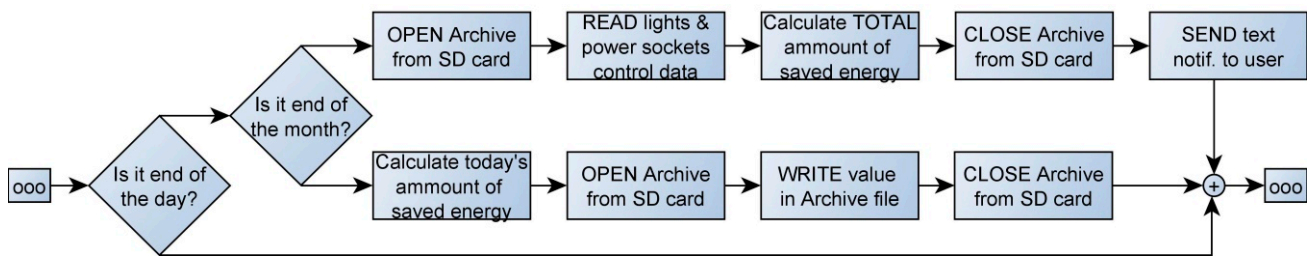 OPEN Archive
from SD card
READ lights &
power sockets
control data
Calculate TOTAL
ammount of
saved energy
CLOSE Archive
from SD card
SEND text
notif. to user
Is it end of
the month?
ooo
Is it end of
the day?
Calculate today's
ammount of
saved energy
OPEN Archive
from SD card
WRITE value
in Archive file
CLOSE Archive
from SD card
+
ooo